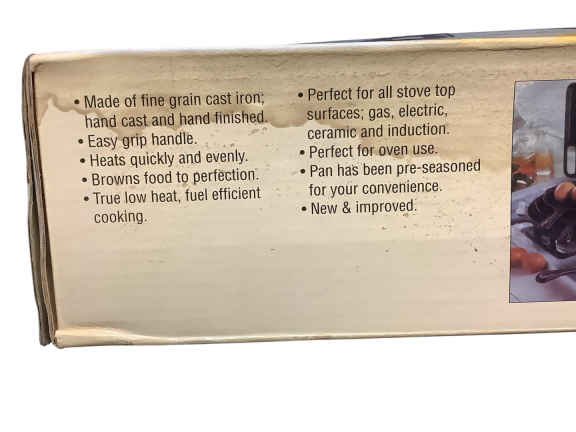 • Made of fine grain cast iron;
hand cast and hand finished.
• Easy grip handle.
• Heats quickly and evenly.
• Browns food to perfection.
• True low heat, fuel efficient
cooking.
• Perfect for all stove top
surfaces; gas, electric,
ceramic and induction.
• Perfect for oven use.
• Pan has been pre-seasoned
for your convenience.
• New & improved.